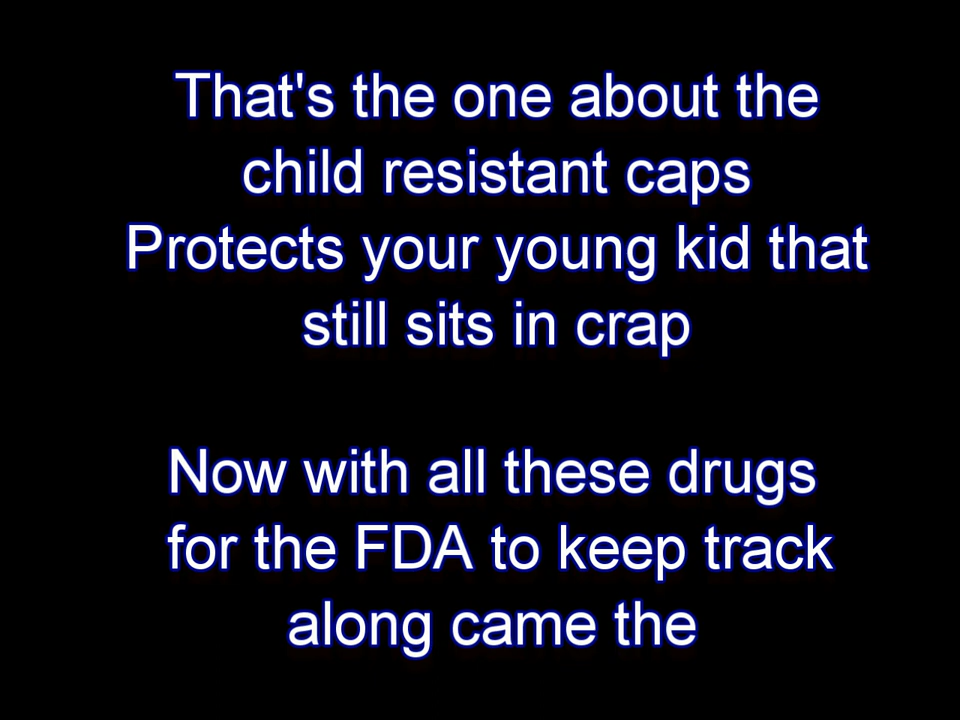 That's the one about the
child resistant caps
Protects your young kid that
still sits in crap
Now with all these drugs
for the FDA to keep track
along came the